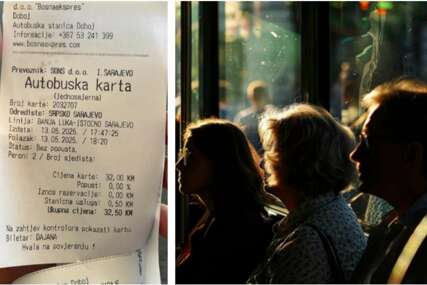 d.o.o. "Bosnaekspres"
Doboj
Autobuska stanica Doboj
Informacije: +387 53 241 399
www.bosnaexpres.com
Prevoznik: SONS d.o.o. I.SARAJEVO
Autobuska karta
(jednosmjerna)
Broj karte: 2032707
Odredište: SRPSKO SARAJEVO
Linija: BANJA LUKA-ISTOČNO SARAJEVO
Izdata: 13.05.2025. / 17:47:25
Polazak: 13.05.2025. / 18:20
Status: Bez popusta,
Peron: 2 / Broj sjedista:
Cijena karte: 32,00 KM
Popust: 0,00 %
Iznos rezervacije: 0,00 KM
Stanicna usluga: 0,50 KM
Ukupna cijena: 32,50 KM
Na zahtjev kontrolora pokazati kartu
Biletar: DAJANA
Hvala na povjerenju !
Doboj